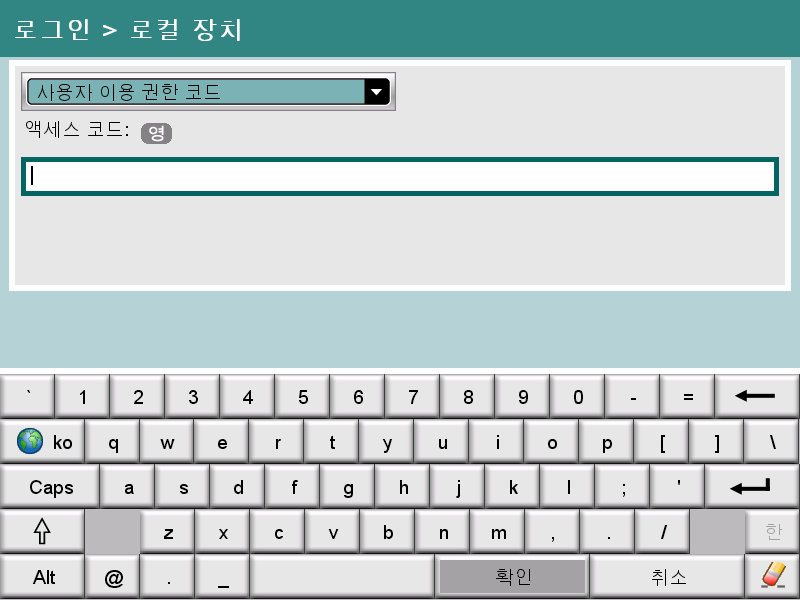 로그인 > 로컬 장치
사용자 이용 권한 코드
액세스 코드: 영
` 1 2 3 4 5 6 7 8 9 0 - =
ko q w e r t y u i o p [ ] \
Caps a s d f g h j k l ; '
z x c v b n m , . / 한
Alt @ . _ 확인 취소